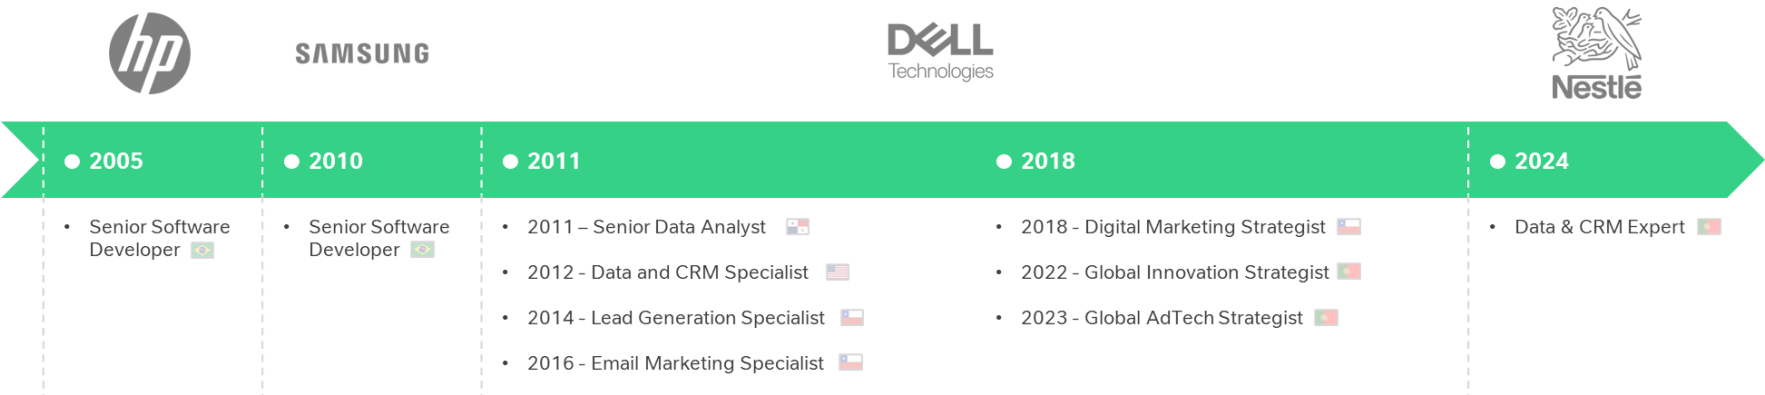 hp
SAMSUNG
DELL
Technologies
Nestlé
2005
2010
2011
2018
2024
• Senior Software
Developer
• Senior Software
Developer
• 2011 – Senior Data Analyst
• 2012 - Data and CRM Specialist
• 2014 - Lead Generation Specialist
• 2016 - Email Marketing Specialist
• 2018 - Digital Marketing Strategist
• 2022 - Global Innovation Strategist
• 2023 - Global AdTech Strategist
• Data & CRM Expert